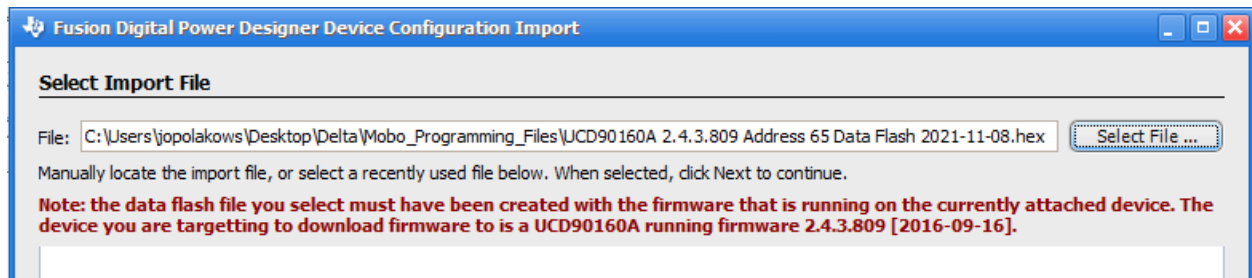 Fusion Digital Power Designer Device Configuration Import
Select Import File
File: C:\Users\jopolakows\Desktop\Delta\Mobo_Programming_Files\UCD90160A 2.4.3.809 Address 65 Data Flash 2021-11-08.hex Select File ...
Manually locate the import file, or select a recently used file below. When selected, click Next to continue.
Note: the data flash file you select must have been created with the firmware that is running on the currently attached device. The
device you are targetting to download firmware to is a UCD90160A running firmware 2.4.3.809 [2016-09-16].